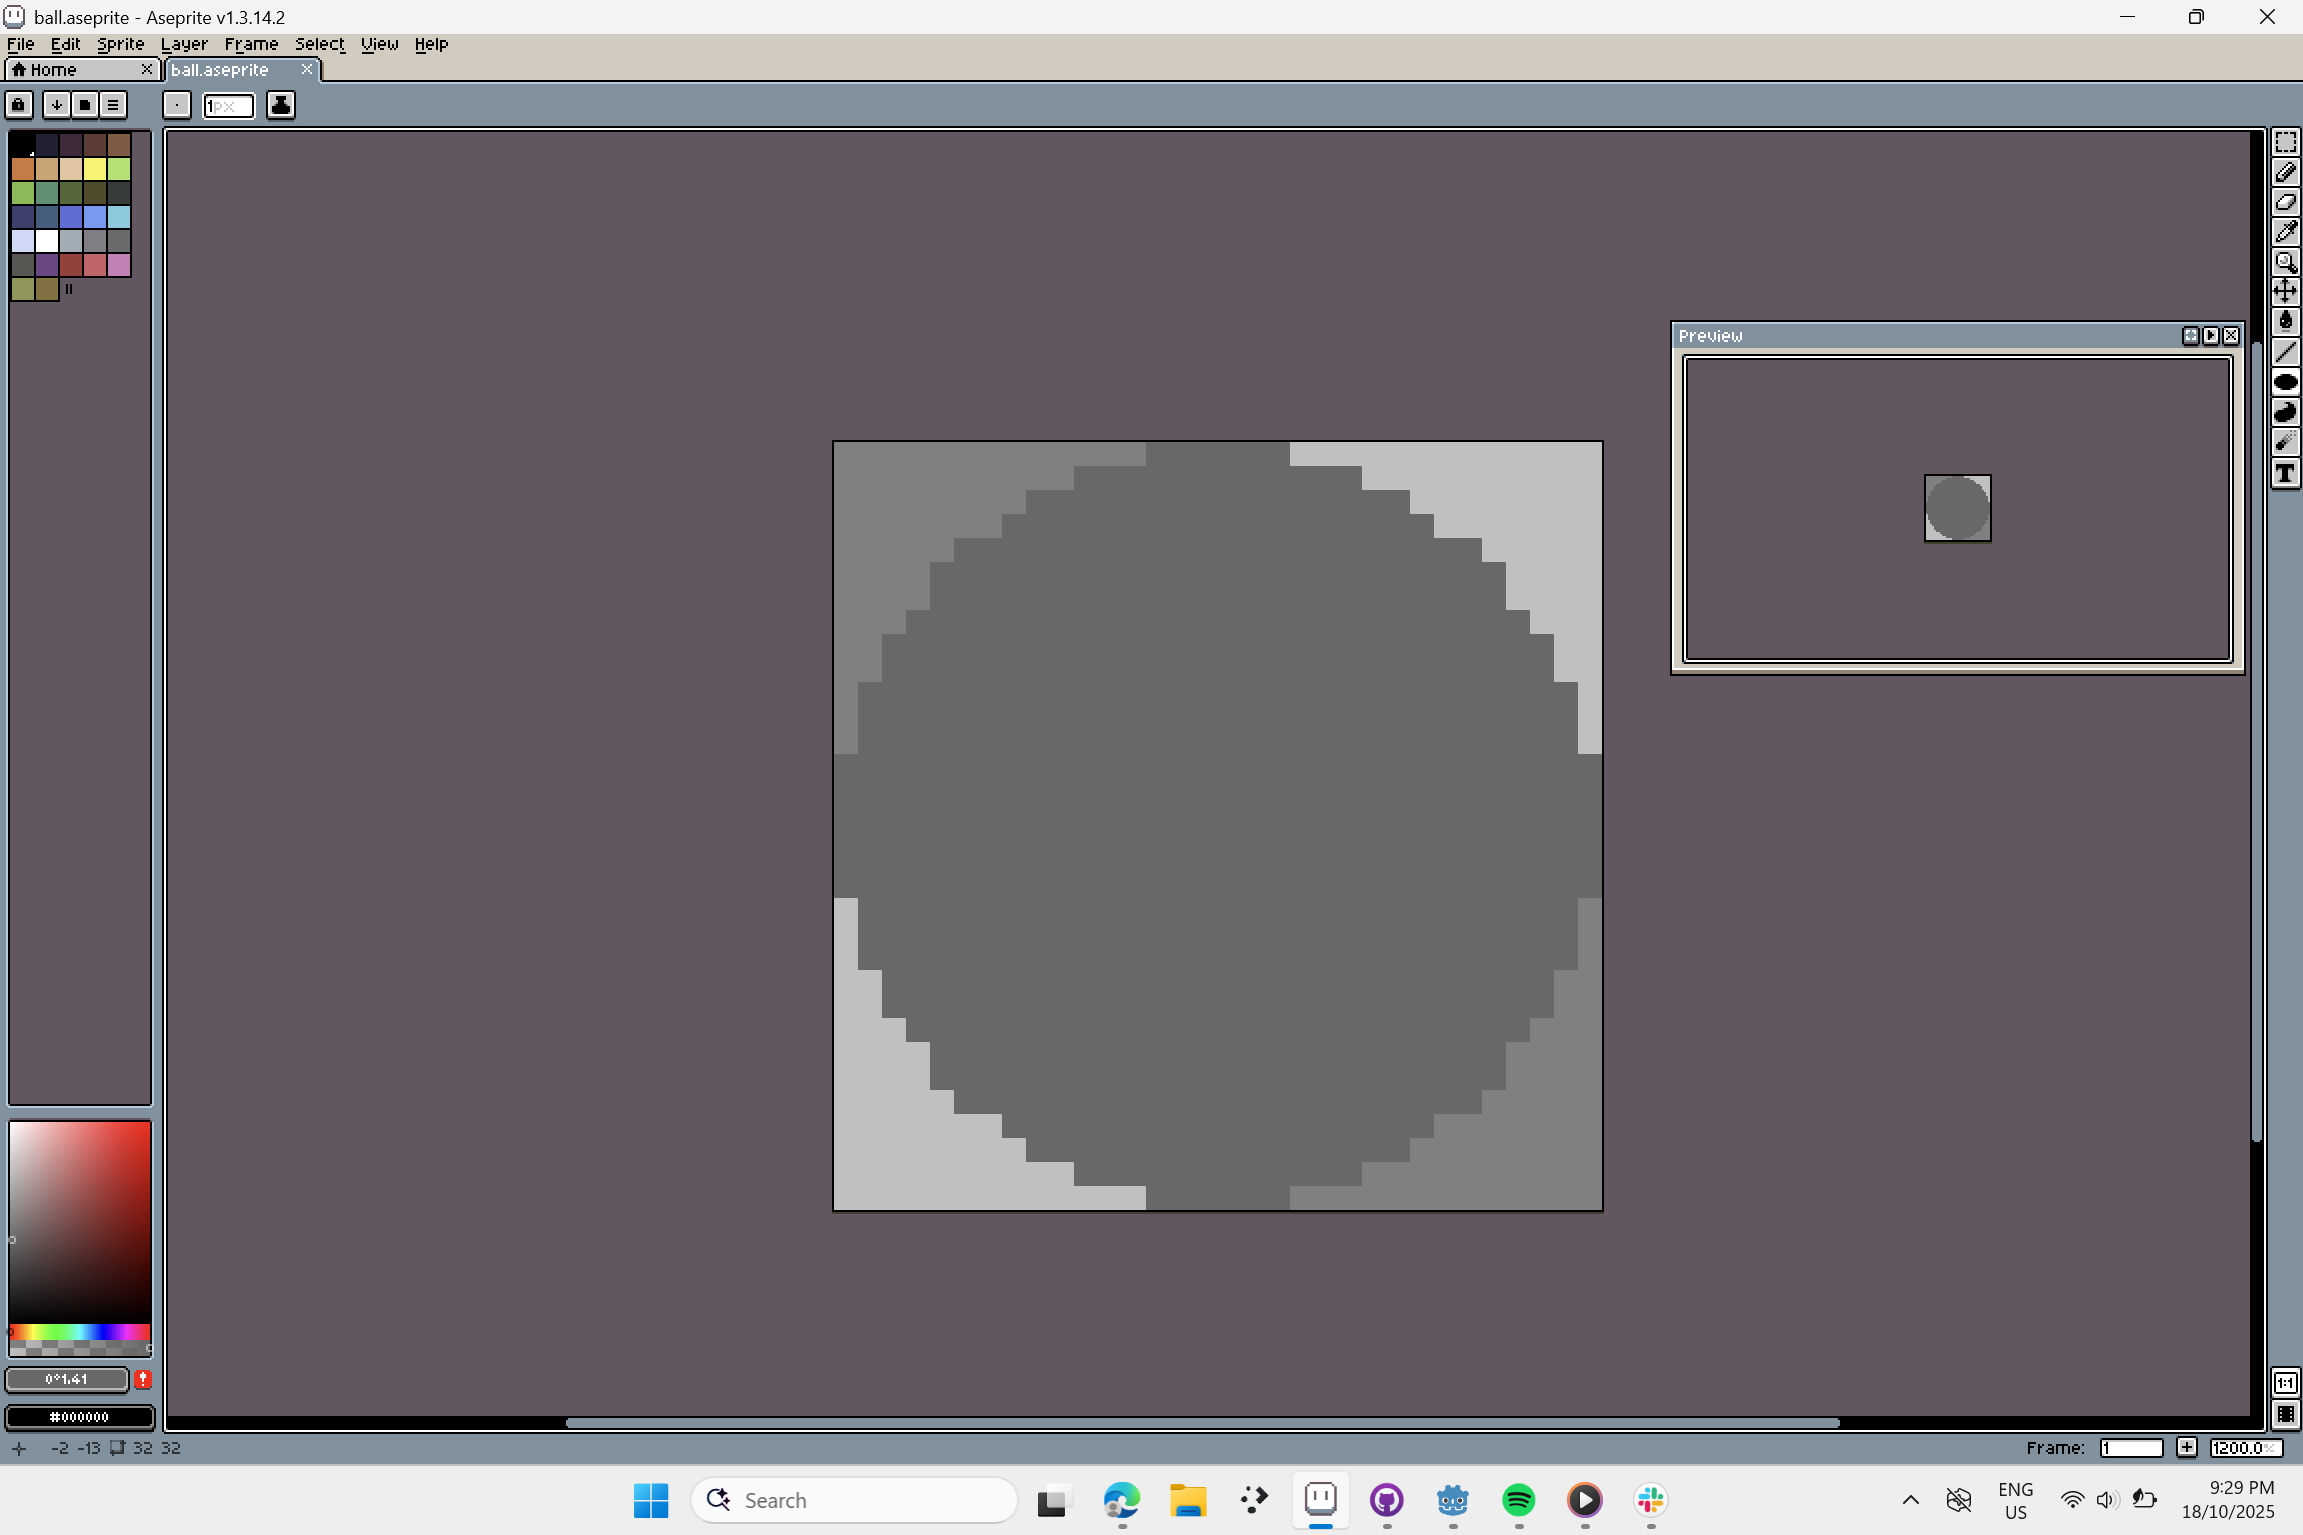 ball.aseprite - Aseprite v1.3.14.2
File Edit Sprite Layer Frame Select View Help
Home
ball.aseprite
1px
Preview
T
0°1,41
!
#000000
1:1
-2 -13 32 32
Frame: 1
1200.0%
Search
ENG
US
9:29 PM
18/10/2025